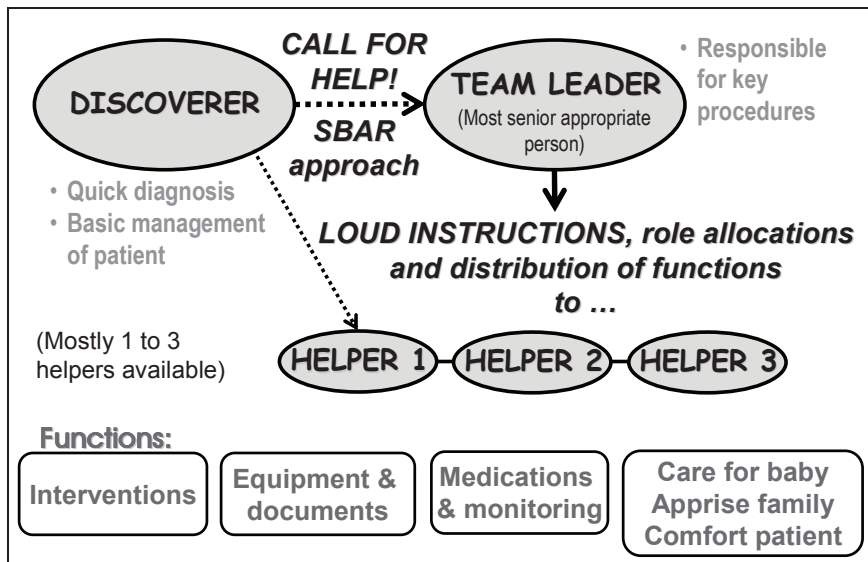 CALL FOR
HELP!
DISCOVERER
SBAR
approach
TEAM LEADER
(Most senior appropriate
person)
• Responsible
for key
procedures
• Quick diagnosis
• Basic management
of patient
LOUD INSTRUCTIONS, role allocations
and distribution of functions
to ...
(Mostly 1 to 3
helpers available)
HELPER 1
HELPER 2
HELPER 3
Functions:
Interventions
Equipment &
documents
Medications
& monitoring
Care for baby
Apprise family
Comfort patient